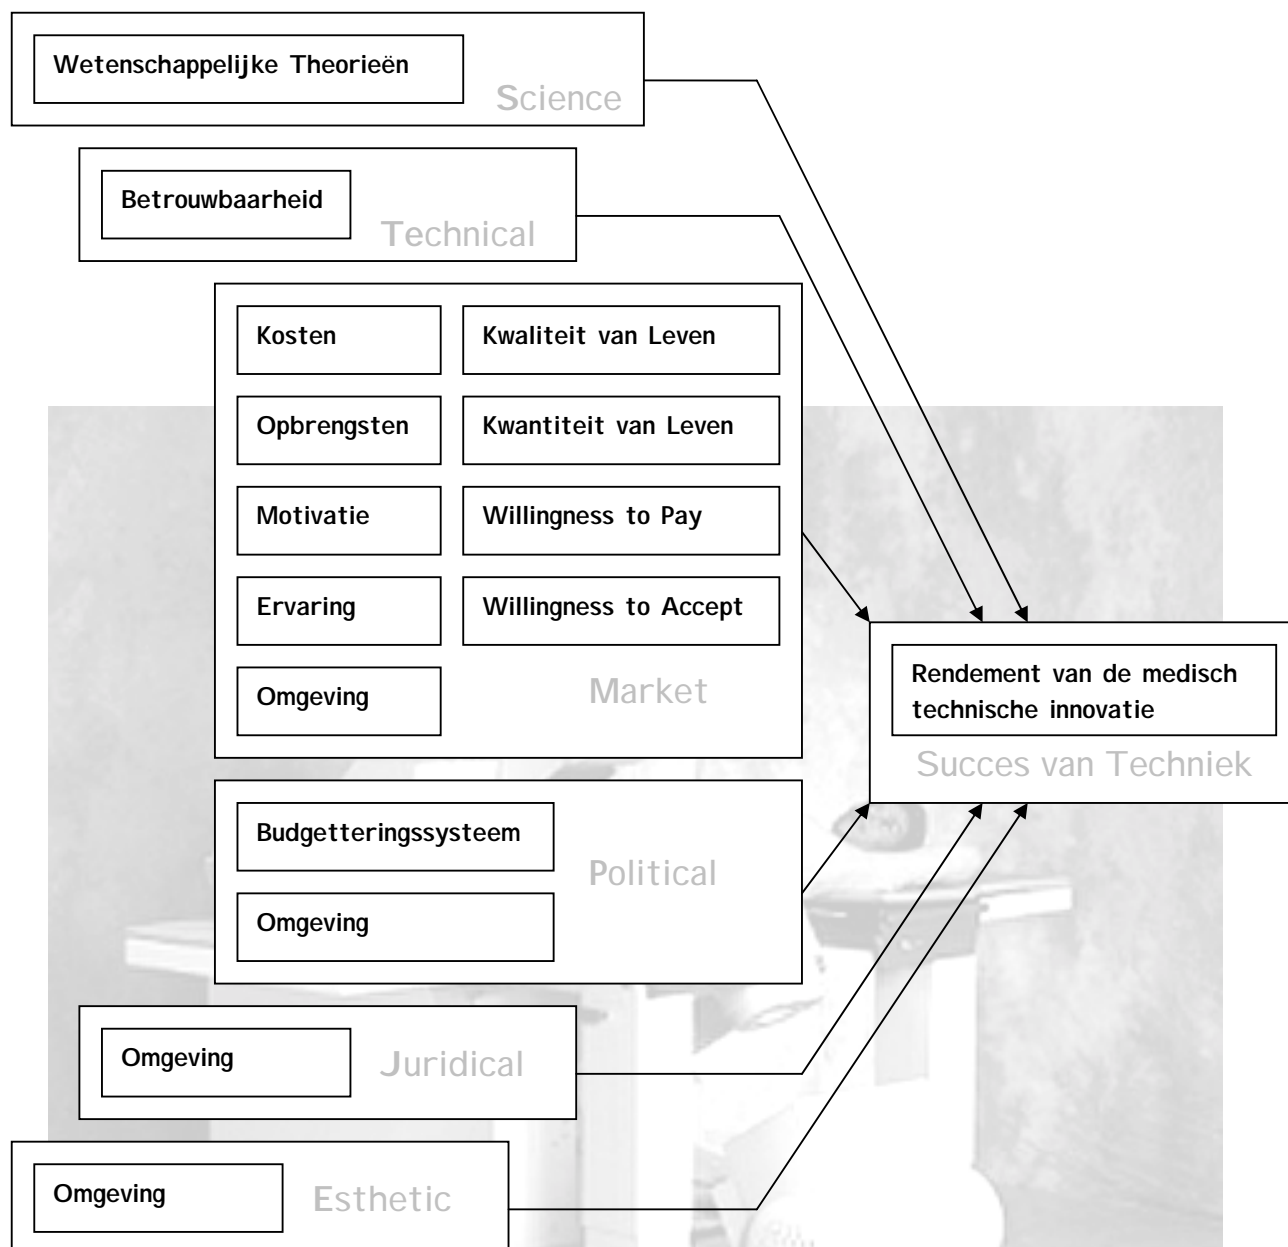 Wetenschappelijke Theorieën
Science
Betrouwbaarheid
Technical
Kosten
Kwaliteit van Leven
Opbrengsten
Kwantiteit van Leven
Motivatie
Willingness to Pay
Ervaring
Willingness to Accept
Omgeving
Market
Rendement van de medisch
technische innovatie
Succes van Techniek
Budgetteringssysteem
Political
Omgeving
Omgeving
Juridical
Omgeving
Esthetic